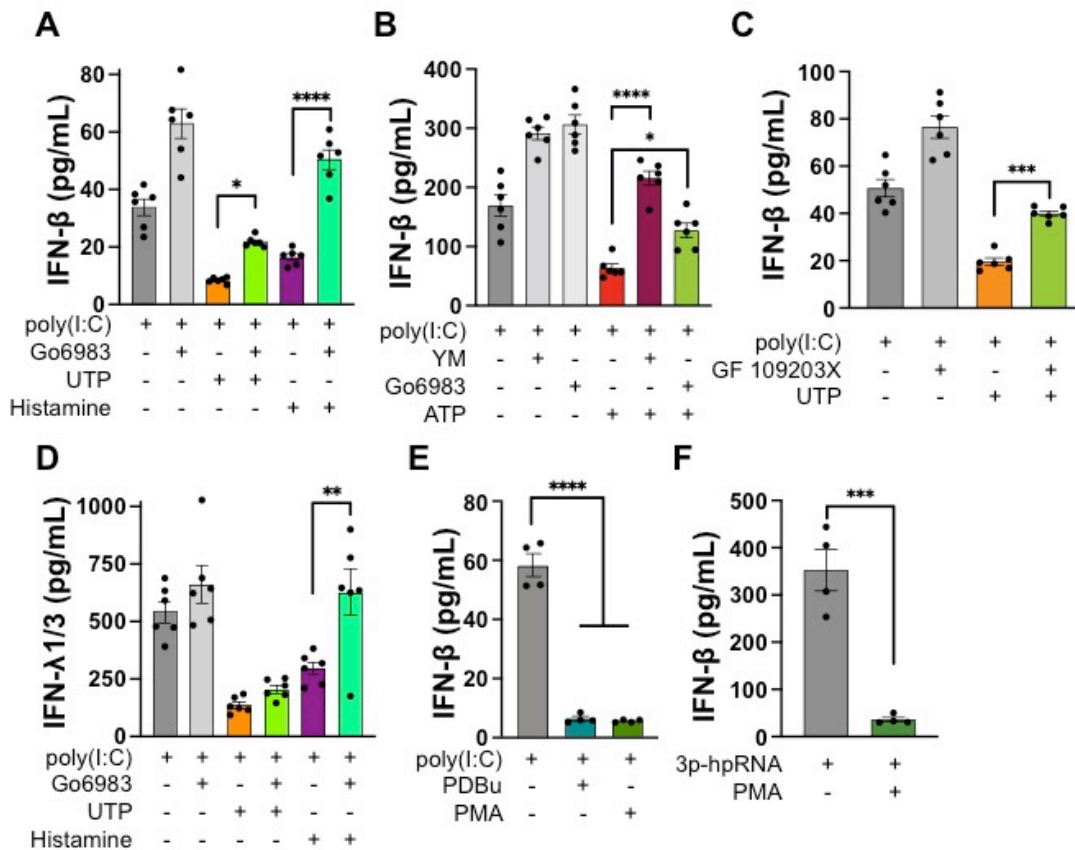 A
IFN-β (pg/mL)
80
60
40
20
0
*
****
poly(I:C) + + + + + +
Go6983 - + - + - +
UTP - - + + - -
Histamine - - - - + +
B
IFN-β (pg/mL)
400
300
200
100
0
****
*
poly(I:C) + + + + + +
YM - + - - + -
Go6983 - - + - - +
ATP - - - + + +
C
IFN-β (pg/mL)
100
80
60
40
20
0
***
poly(I:C) + + + +
GF 109203X - + - +
UTP - - + +
D
IFN-λ1/3 (pg/mL)
1000
750
500
250
0
**
poly(I:C) + + + + + +
Go6983 - + - + - +
UTP - - + + - -
Histamine - - - - + +
E
IFN-β (pg/mL)
80
60
40
20
0
****
poly(I:C) + + +
PDBu - + -
PMA - - +
F
IFN-β (pg/mL)
500
400
300
200
100
0
***
3p-hpRNA + +
PMA - +